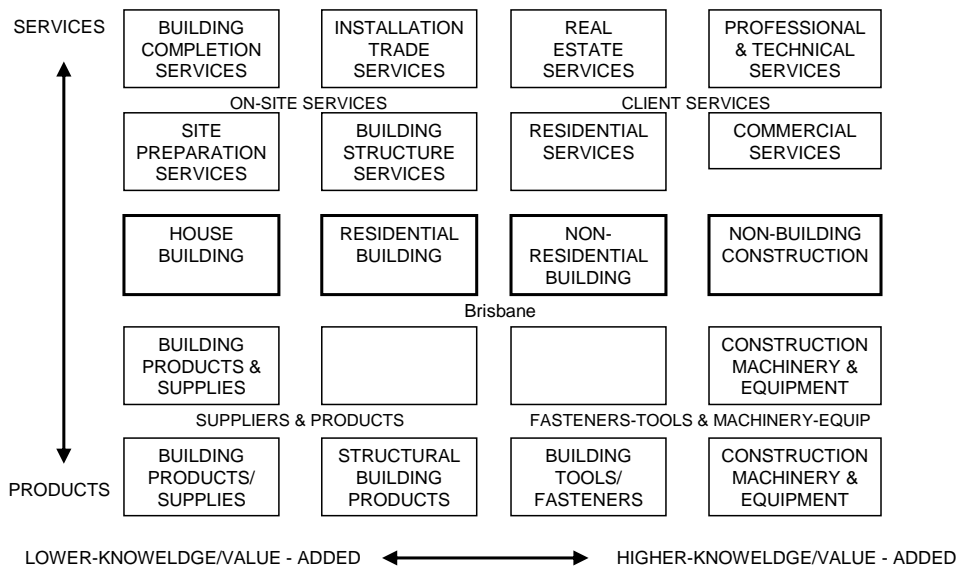 SERVICES
BUILDING
COMPLETION
SERVICES
INSTALLATION
TRADE
SERVICES
REAL
ESTATE
SERVICES
PROFESSIONAL
& TECHNICAL
SERVICES
ON-SITE SERVICES
CLIENT SERVICES
SITE
PREPARATION
SERVICES
BUILDING
STRUCTURE
SERVICES
RESIDENTIAL
SERVICES
COMMERCIAL
SERVICES
HOUSE
BUILDING
RESIDENTIAL
BUILDING
NON-
RESIDENTIAL
BUILDING
NON-BUILDING
CONSTRUCTION
Brisbane
BUILDING
PRODUCTS &
SUPPLIES
CONSTRUCTION
MACHINERY &
EQUIPMENT
SUPPLIERS & PRODUCTS
FASTENERS-TOOLS & MACHINERY-EQUIP
BUILDING
PRODUCTS/
SUPPLIES
STRUCTURAL
BUILDING
PRODUCTS
BUILDING
TOOLS/
FASTENERS
CONSTRUCTION
MACHINERY &
EQUIPMENT
PRODUCTS
LOWER-KNOWELDGE/VALUE - ADDED
HIGHER-KNOWELDGE/VALUE - ADDED